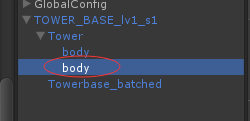 GlobalConfig
TOWER_BASE_lv1_s1
Tower
body
body
Towerbase_batched